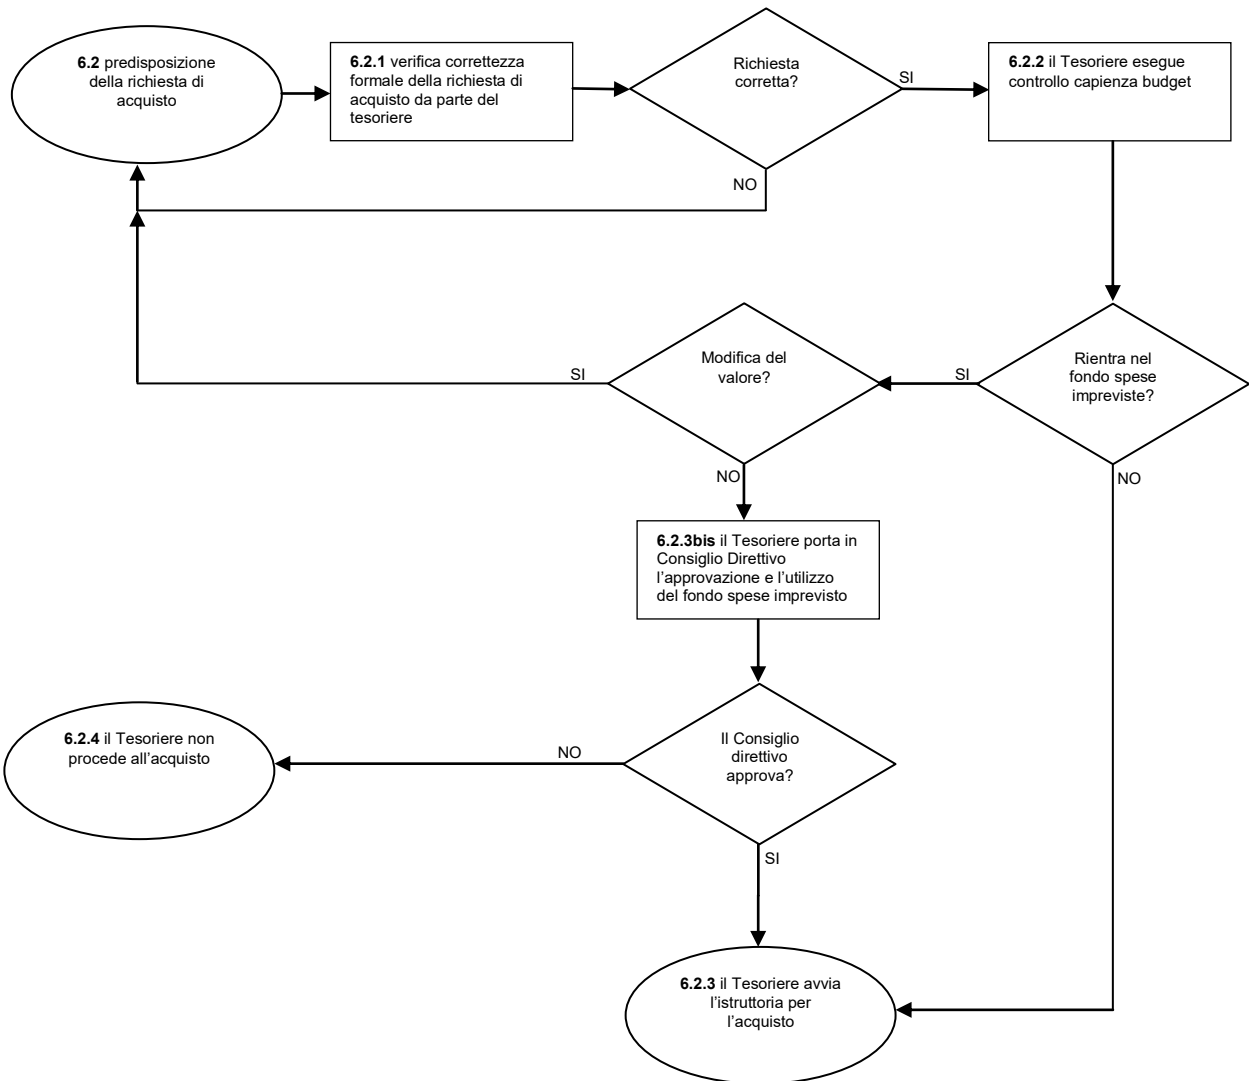 6.2 predisposizione
della richiesta di
acquisto
6.2.1 verifica correttezza
formale della richiesta di
acquisto da parte del
tesoriere
Richiesta
corretta?
SI
6.2.2 il Tesoriere esegue
controllo capienza budget
NO
Modifica del
valore?
SI
Rientra nel
fondo spese
impreviste?
SI
NO
NO
6.2.3bis il Tesoriere porta in
Consiglio Direttivo
l’approvazione e l’utilizzo
del fondo spese imprevisto
6.2.4 il Tesoriere non
procede all’acquisto
NO
Il Consiglio
direttivo
approva?
SI
6.2.3 il Tesoriere avvia
l’istruttoria per
l’acquisto